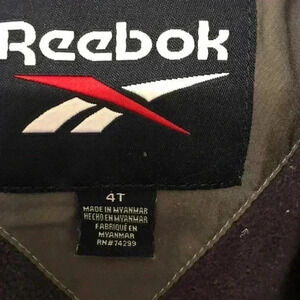 Reebok
4T
MADE IN MYANMAR
HECHO EN MYANMAR
FABRIQUÉ EN
MYANMAR
RN#74299